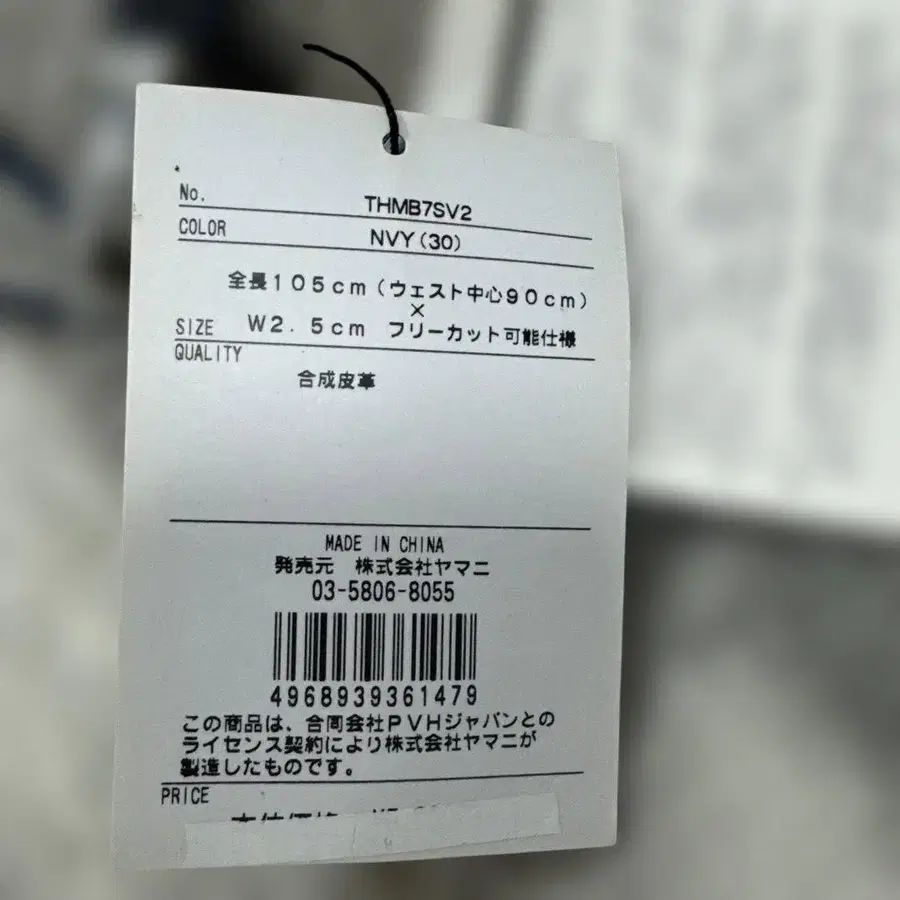 No. THMB7SV2
COLOR NVY(30)
全長105cm(ウェスト中心90cm)
×
SIZE W2.5cm フリーカット可能仕様
QUALITY
合成皮革
MADE IN CHINA
発売元 株式会社ヤマニ
03-5806-8055
4968939361479
この商品は、合同会社PVHジャパンとの
ライセンス契約により株式会社ヤマニが
製造したものです。
PRICE